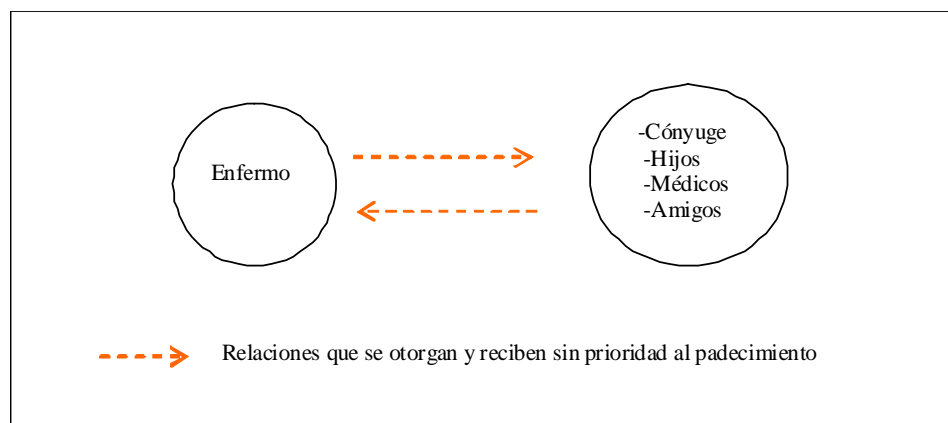 Enfermo
-Cónyuge
-Hijos
-Médicos
-Amigos
Relaciones que se otorgan y reciben sin prioridad al padecimiento